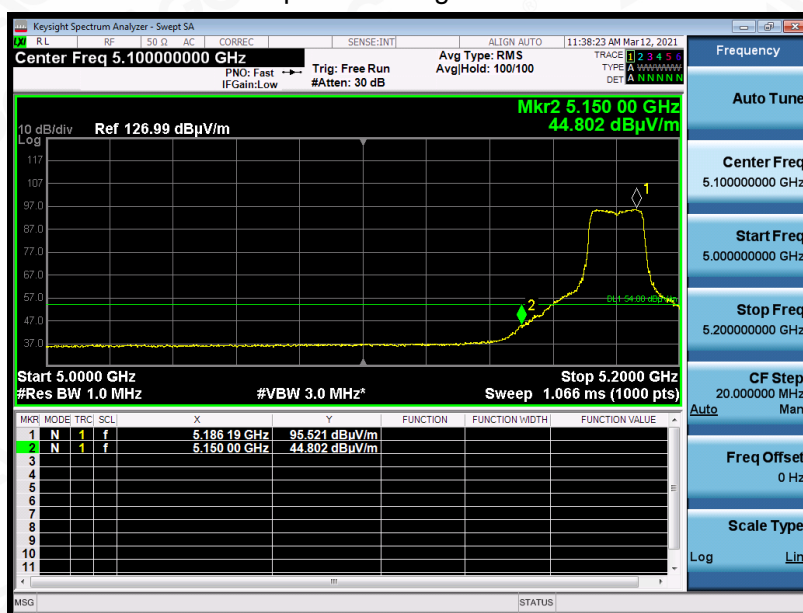 Keysight Spectrum Analyzer - Swept SA
LXI RL RF 50 Ω AC CORREC SENSE:INT ALIGN AUTO 11:38:23 AM Mar 12, 2021
Center Freq 5.100000000 GHz
PNO: Fast
IFGain:Low
Trig: Free Run
#Atten: 30 dB
Avg Type: RMS
Avg|Hold: 100/100
TRACE 1 2 3 4 5 6
TYPE A WWWWW
DET A N N N N N
Mkr2 5.150 00 GHz
44.802 dBµV/m
10 dB/div Ref 126.99 dBµV/m
Log
117
107
97.0
87.0
77.0
67.0
57.0
47.0
37.0
1
2
DL1 54.00 dBµV/m
Start 5.0000 GHz Stop 5.2000 GHz
#Res BW 1.0 MHz #VBW 3.0 MHz* Sweep 1.066 ms (1000 pts)
MKR MODE TRC SCL X Y FUNCTION FUNCTION WIDTH FUNCTION VALUE
1 N 1 f 5.186 19 GHz 95.521 dBµV/m
2 N 1 f 5.150 00 GHz 44.802 dBµV/m
3
4
5
6
7
8
9
10
11
MSG STATUS
Frequency
Auto Tune
Center Freq
5.100000000 GHz
Start Freq
5.000000000 GHz
Stop Freq
5.200000000 GHz
CF Step
20.000000 MHz
Auto Man
Freq Offset
0 Hz
Scale Type
Log Lin